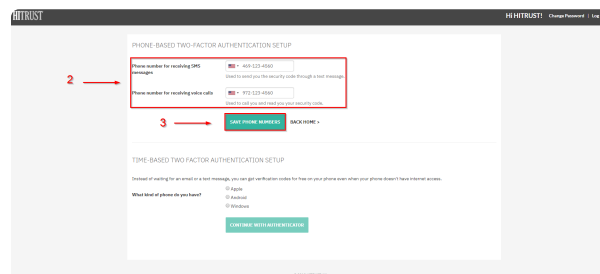 HITRUST
Hi HITRUST! Change Password | Log
PHONE-BASED TWO-FACTOR AUTHENTICATION SETUP
Phone number for receiving SMS messages
469-123-4560
Used to send you the security code through a text message.
2
Phone number for receiving voice calls
972-123-4560
Used to call you and read you your security code.
3
SAVE PHONE NUMBERS
BACK HOME >
TIME-BASED TWO FACTOR AUTHENTICATION SETUP
Instead of waiting for an email or a text message, you can get verification codes for free on your phone even when your phone doesn't have internet access.
What kind of phone do you have?
Apple
Android
Windows
CONTINUE WITH AUTHENTICATOR